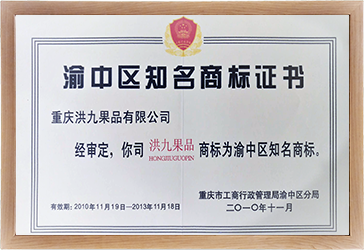 渝中区知名商标证书
重庆洪九果品有限公司
经审定，你司 洪九果品 商标为渝中区知名商标。
HONGJIUGUOPIN
重庆市工商行政管理局渝中区分局
有效期：2010年11月19日—2013年11月18日
二〇一〇年十一月